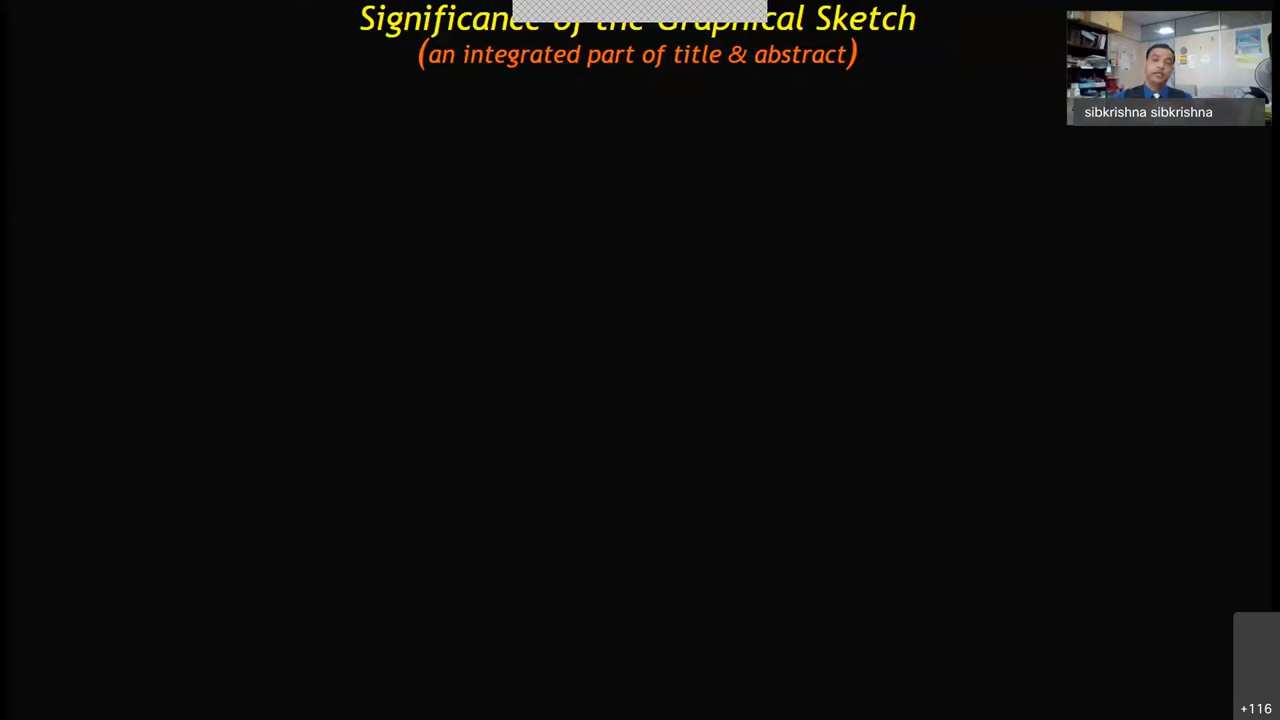 Significance of the Graphical Sketch
(an integrated part of title & abstract)
sibkrishna sibkrishna
+116